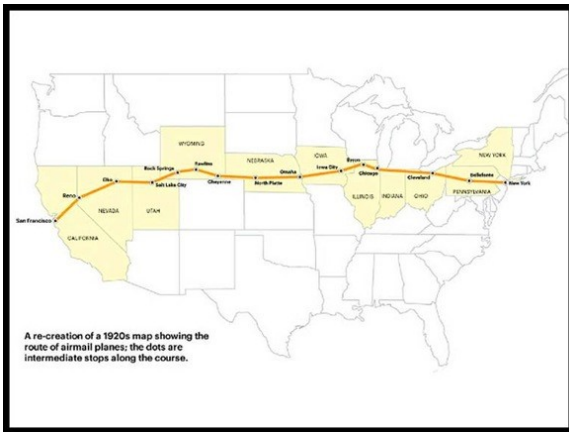 WYOMING
NEBRASKA
IOWA
NEW YORK
Rock Springs
Rawlins
Omaha
Iowa City
Chicago
Cleveland
Bellefonte
New York
Elko
Salt Lake City
Cheyenne
North Platte
Reno
San Francisco
NEVADA
UTAH
CALIFORNIA
ILLINOIS
INDIANA
OHIO
PENNSYLVANIA
A re-creation of a 1920s map showing the
route of airmail planes; the dots are
intermediate stops along the course.